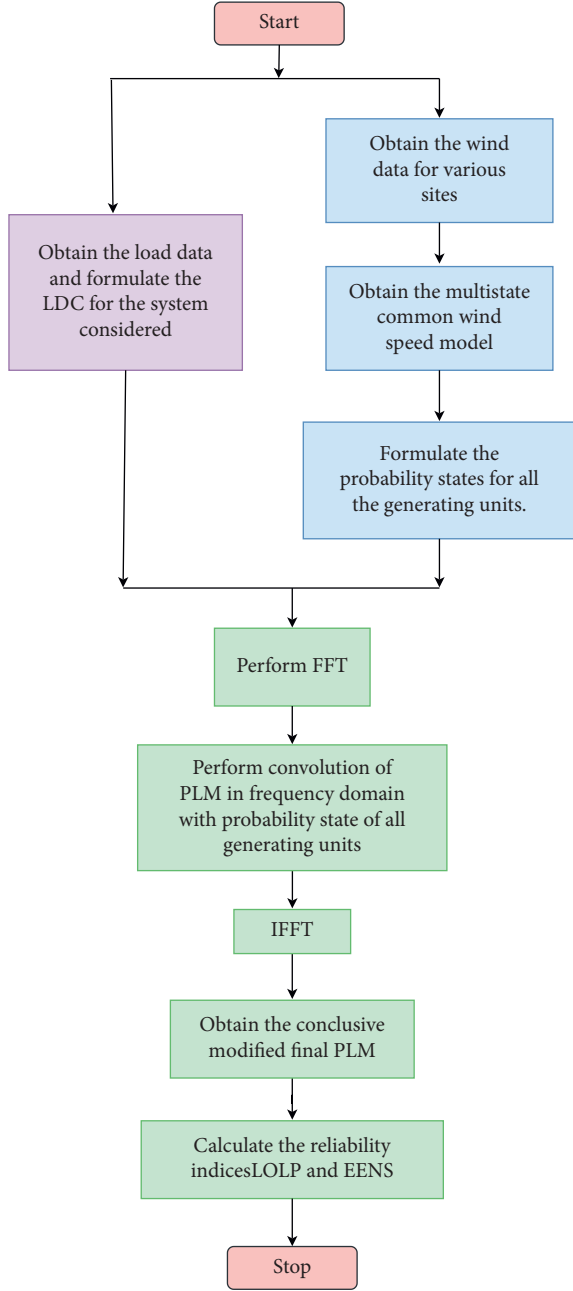 Start
Obtain the wind
data for various
sites
Obtain the load data
and formulate the
LDC for the system
considered
Obtain the multistate
common wind
speed model
Formulate the
probability states for all
the generating units.
Perform FFT
Perform convolution of
PLM in frequency domain
with probability state of all
generating units
IFFT
Obtain the conclusive
modified final PLM
Calculate the reliability
indicesLOLP and EENS
Stop